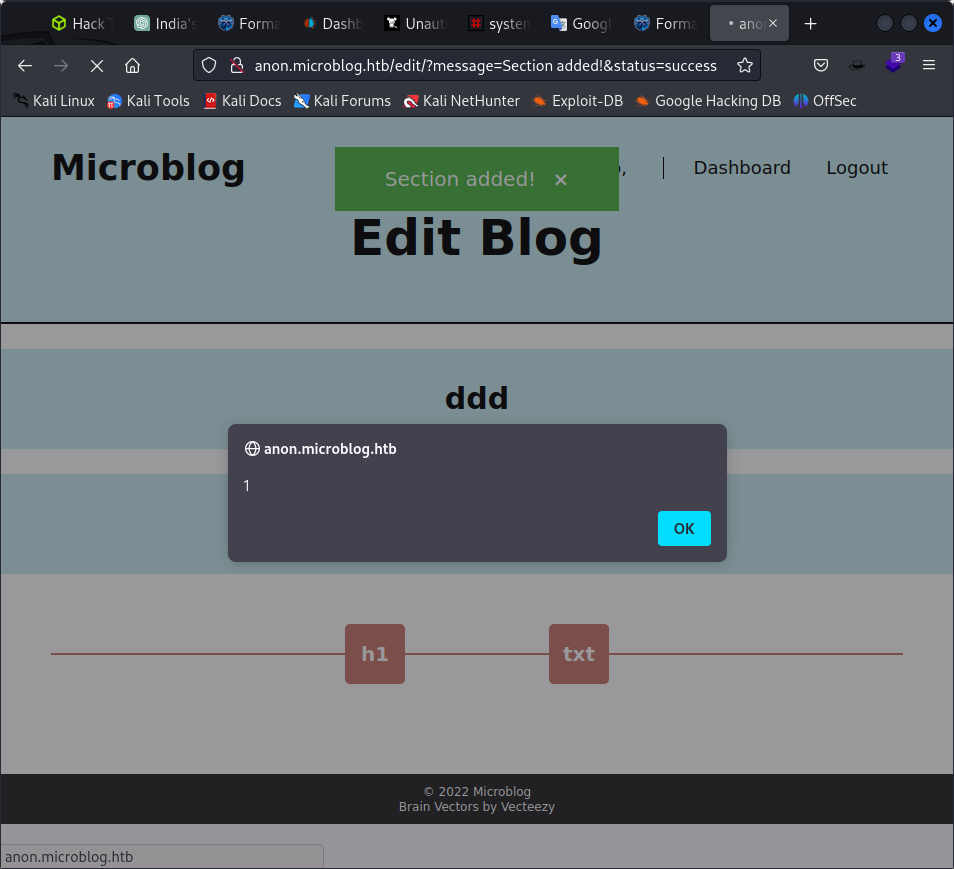 Hack T
India's
Forma
Dashb
Unaut
system
Googl
Forma
ano
anon.microblog.htb/edit/?message=Section added!&status=success
3
Kali Linux
Kali Tools
Kali Docs
Kali Forums
Kali NetHunter
Exploit-DB
Google Hacking DB
OffSec
Microblog
Section added! ×
Dashboard
Logout
Edit Blog
ddd
anon.microblog.htb
1
OK
h1
txt
© 2022 Microblog
Brain Vectors by Vecteezy
anon.microblog.htb